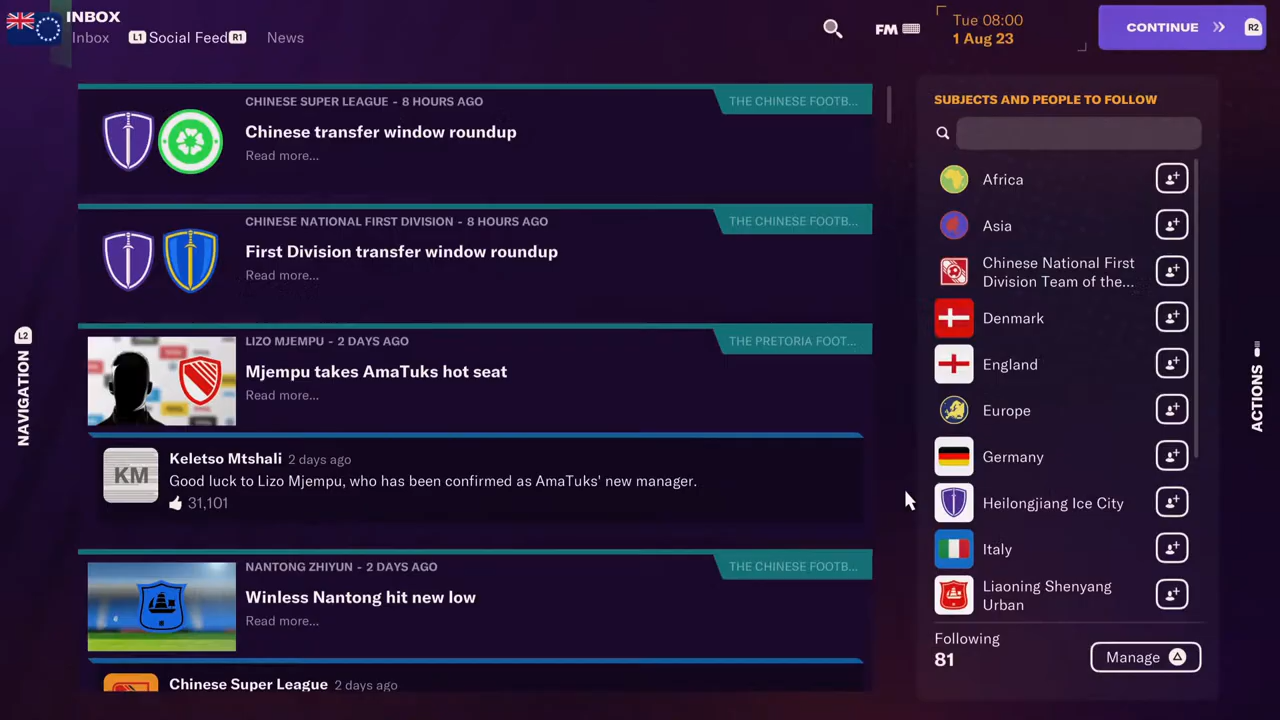 INBOX
Inbox
L1 Social Feed R1
News
FM
Tue 08:00
1 Aug 23
CONTINUE
R2
CHINESE SUPER LEAGUE - 8 HOURS AGO
THE CHINESE FOOTB...
Chinese transfer window roundup
Read more...
CHINESE NATIONAL FIRST DIVISION - 8 HOURS AGO
THE CHINESE FOOTB...
First Division transfer window roundup
Read more...
LIZO MJEMPU - 2 DAYS AGO
THE PRETORIA FOOT...
Mjempu takes AmaTuks hot seat
Read more...
KM
Keletso Mtshali 2 days ago
Good luck to Lizo Mjempu, who has been confirmed as AmaTuks' new manager.
31,101
NANTONG ZHIYUN - 2 DAYS AGO
THE CHINESE FOOTB...
Winless Nantong hit new low
Read more...
Chinese Super League 2 days ago
L2
NAVIGATION
SUBJECTS AND PEOPLE TO FOLLOW
Africa
Asia
Chinese National First
Division Team of the...
Denmark
England
Europe
Germany
Heilongjiang Ice City
Italy
Liaoning Shenyang
Urban
Following
81
Manage
ACTIONS